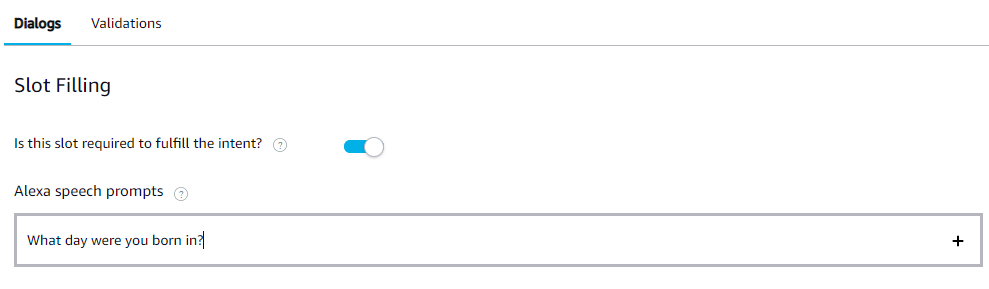 Dialogs Validations
Slot Filling
Is this slot required to fulfill the intent? ?
Alexa speech prompts ?
What day were you born in? +